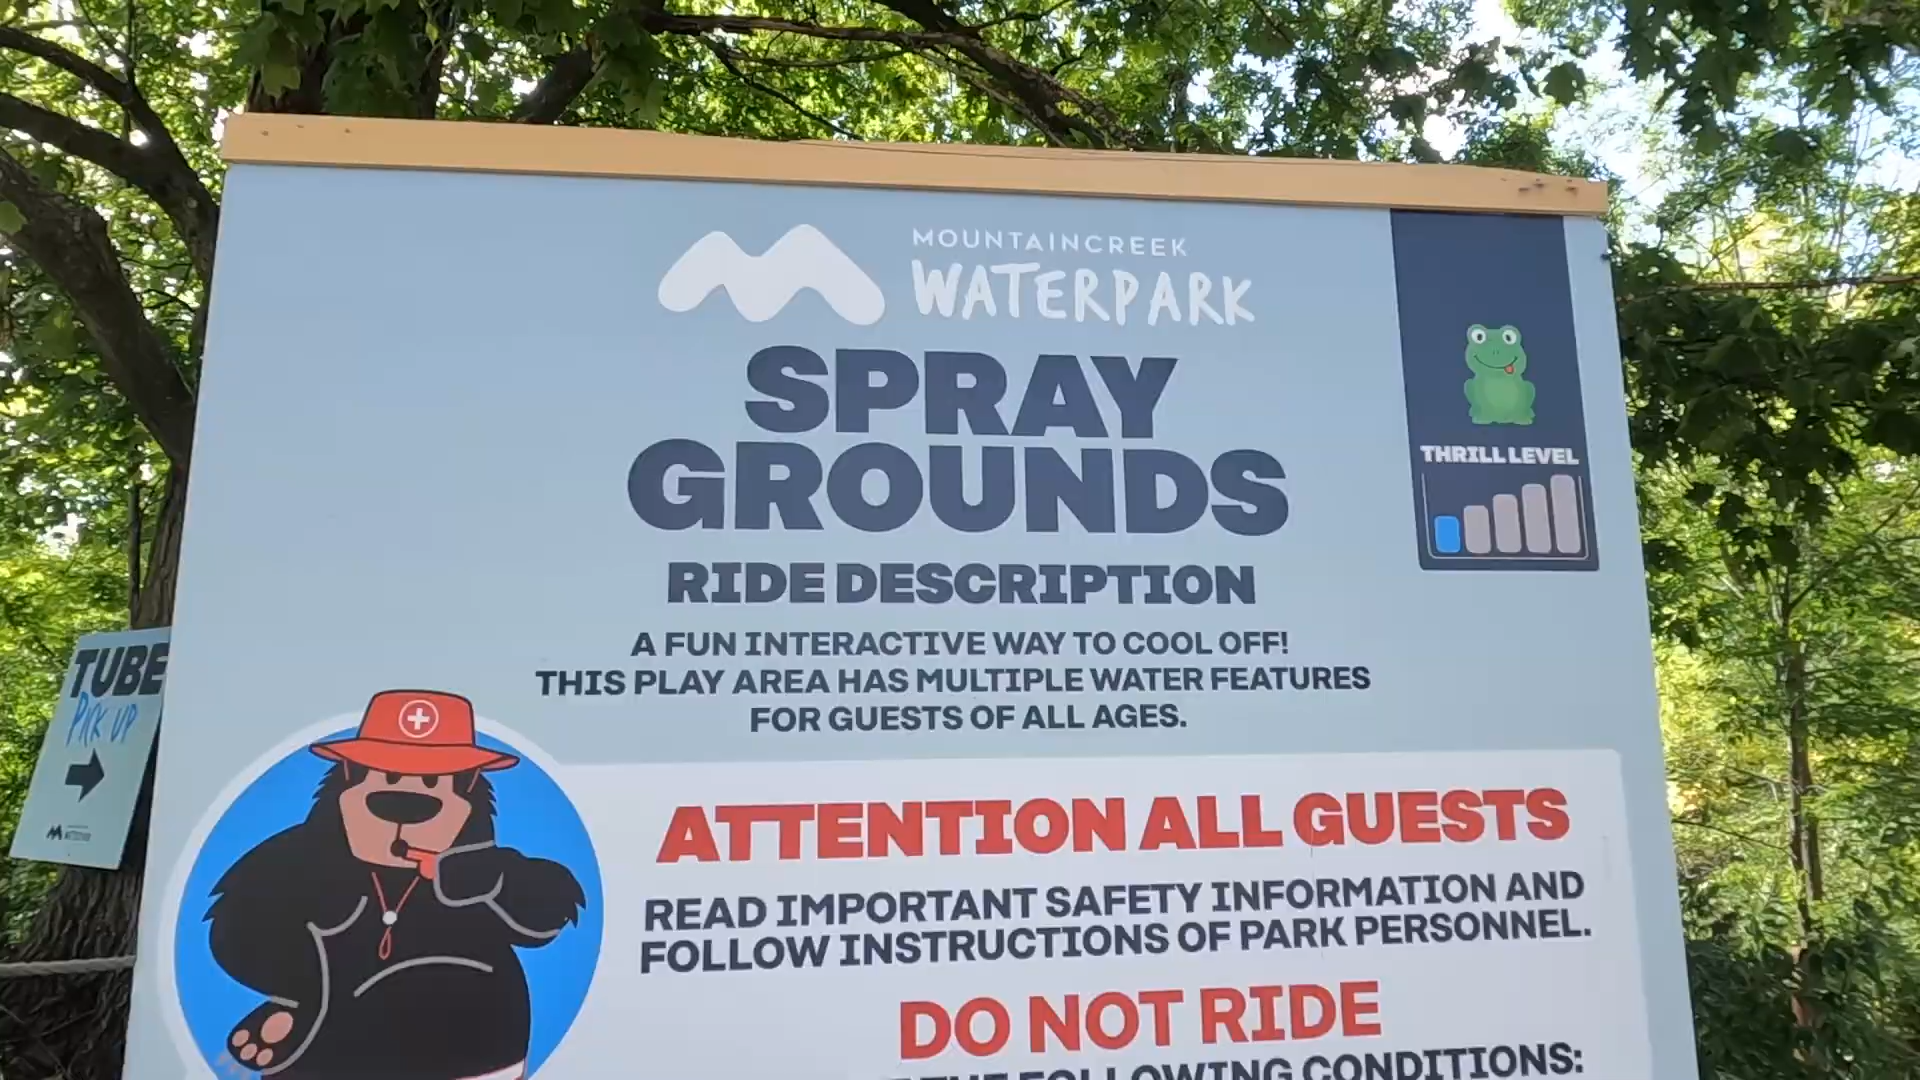 MOUNTAINCREEK
WATERPARK
SPRAY
GROUNDS
THRILL LEVEL
RIDE DESCRIPTION
A FUN INTERACTIVE WAY TO COOL OFF!
THIS PLAY AREA HAS MULTIPLE WATER FEATURES
FOR GUESTS OF ALL AGES.
TUBE
PICK UP
ATTENTION ALL GUESTS
READ IMPORTANT SAFETY INFORMATION AND
FOLLOW INSTRUCTIONS OF PARK PERSONNEL.
DO NOT RIDE
THE FOLLOWING CONDITIONS: